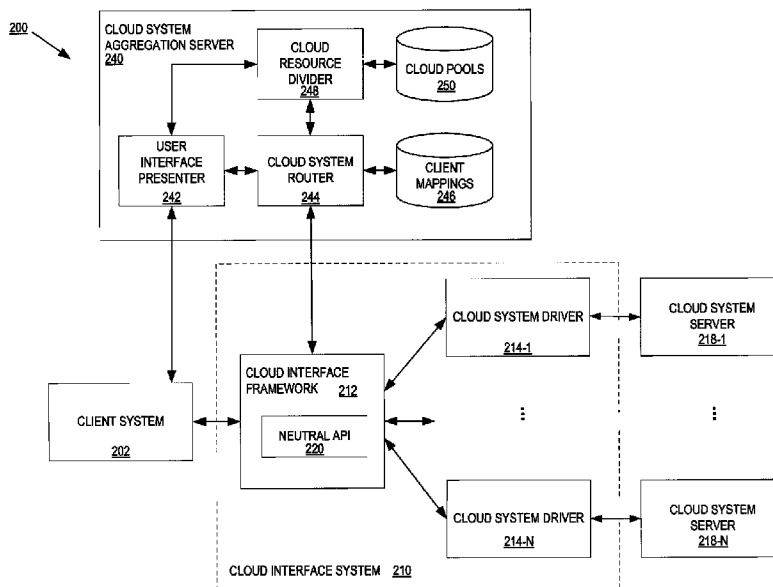 200
CLOUD SYSTEM
AGGREGATION SERVER
240
CLOUD
RESOURCE
DIVIDER
248
CLOUD POOLS
250
USER
INTERFACE
PRESENTER
242
CLOUD SYSTEM
ROUTER
244
CLIENT
MAPPINGS
246
CLOUD SYSTEM DRIVER
214-1
CLOUD SYSTEM
SERVER
218-1
CLOUD INTERFACE
FRAMEWORK 212
NEUTRAL API
220
CLIENT SYSTEM
202
...
...
CLOUD SYSTEM DRIVER
214-N
CLOUD SYSTEM
SERVER
218-N
CLOUD INTERFACE SYSTEM 210